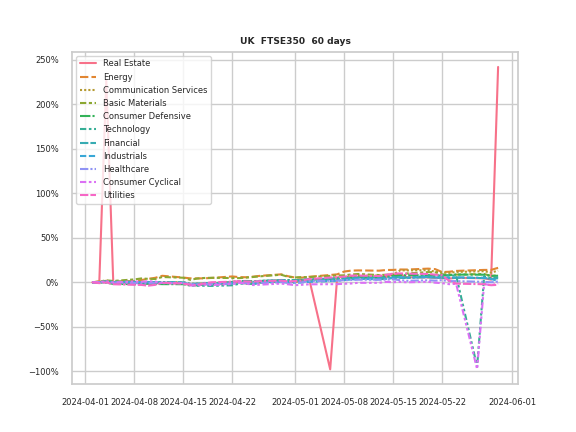 UK FTSE350 60 days
250%
200%
150%
100%
50%
0%
−50%
−100%
Real Estate
Energy
Communication Services
Basic Materials
Consumer Defensive
Technology
Financial
Industrials
Healthcare
Consumer Cyclical
Utilities
2024-04-01 2024-04-08 2024-04-15 2024-04-22 2024-05-01 2024-05-08 2024-05-15 2024-05-22 2024-06-01